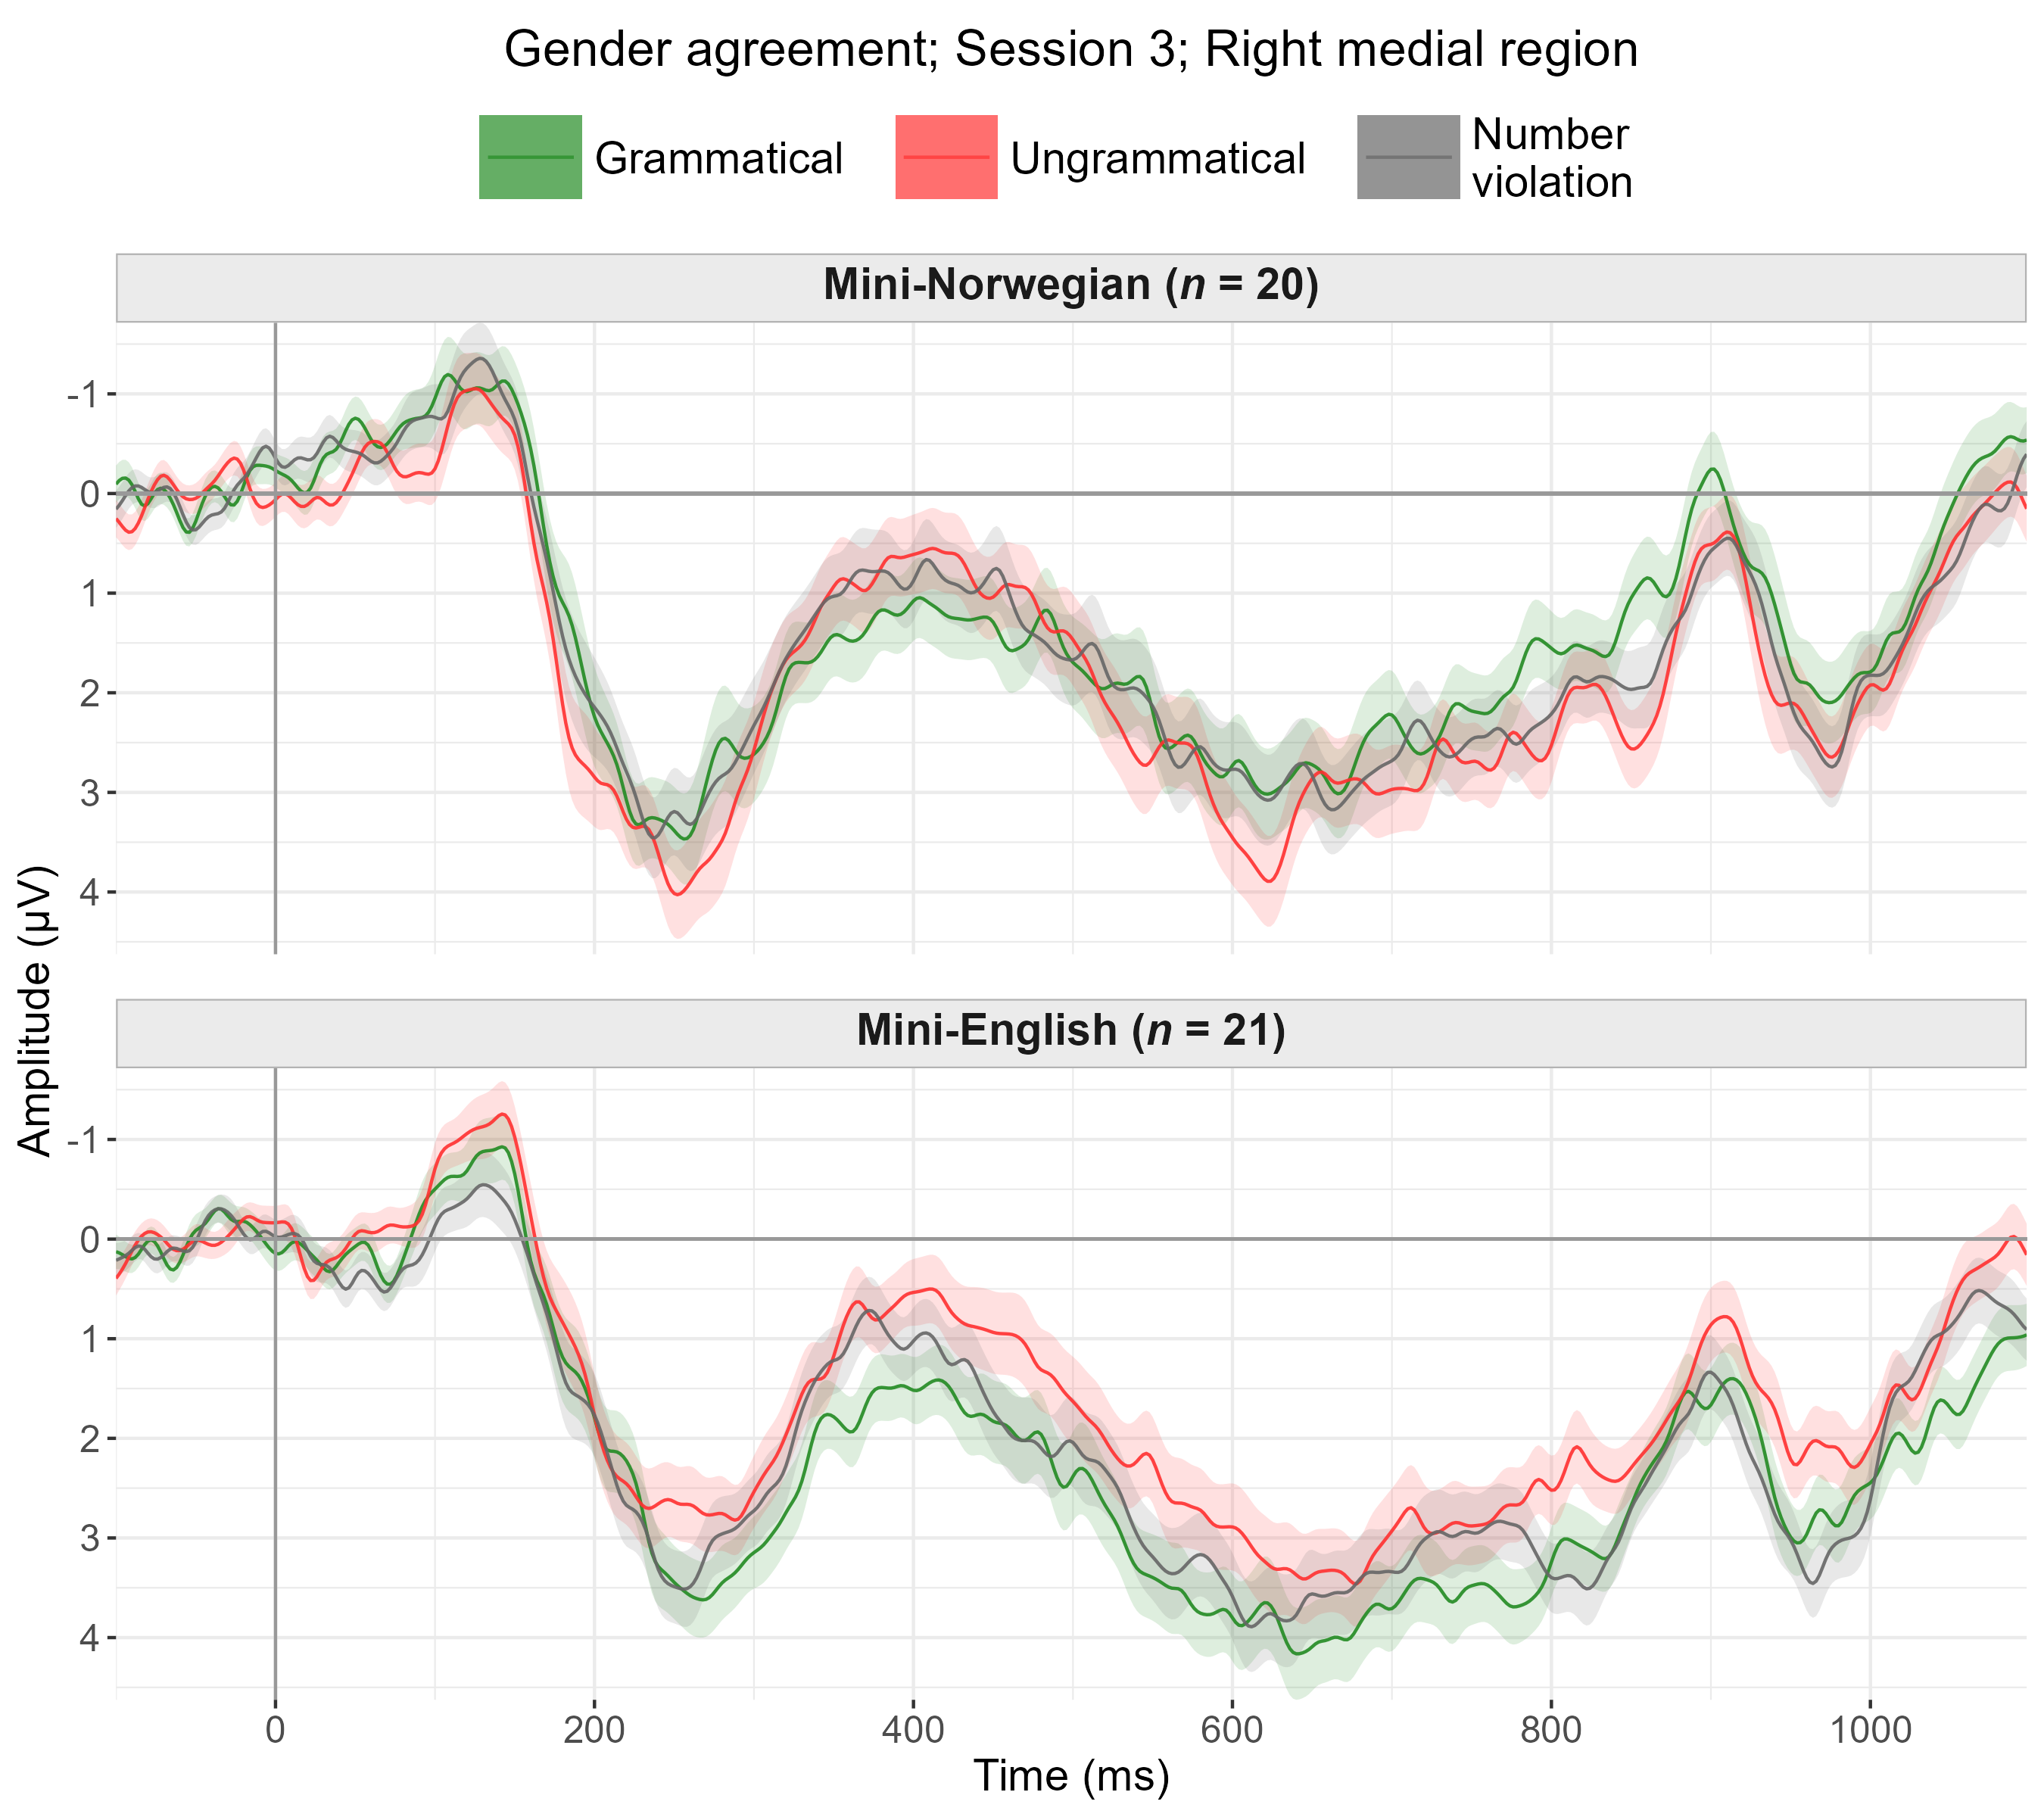 Gender agreement; Session 3; Right medial region
Grammatical
Ungrammatical
Number
violation
Mini-Norwegian (n = 20)
-1
0
1
2
3
4
Mini-English (n = 21)
-1
0
1
2
3
4
Amplitude (µV)
0 200 400 600 800 1000
Time (ms)